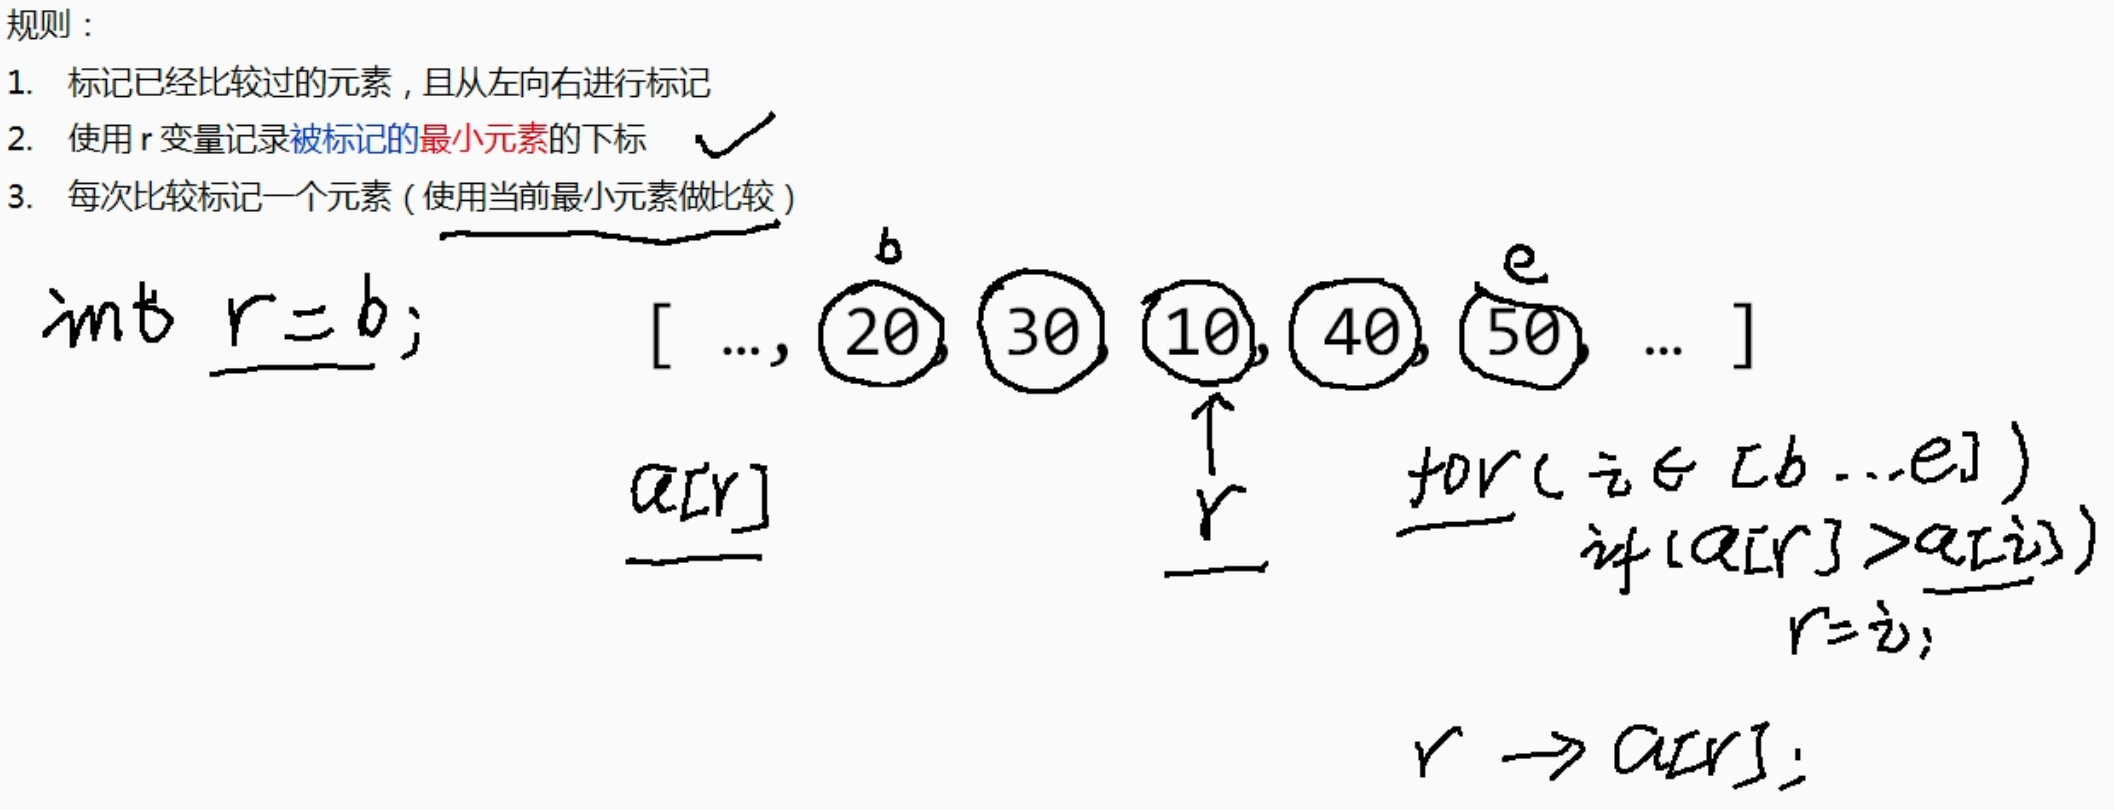 规则：
1. 标记已经比较过的元素，且从左向右进行标记
2. 使用 r 变量记录被标记的最小元素的下标
3. 每次比较标记一个元素（使用当前最小元素做比较）
b e
int r=b; [ …, 20, 30, 10, 40, 50, … ]
a[r] r for( i∈[b...e])
if(a[r]>a[i])
r=i;
r → a[r];